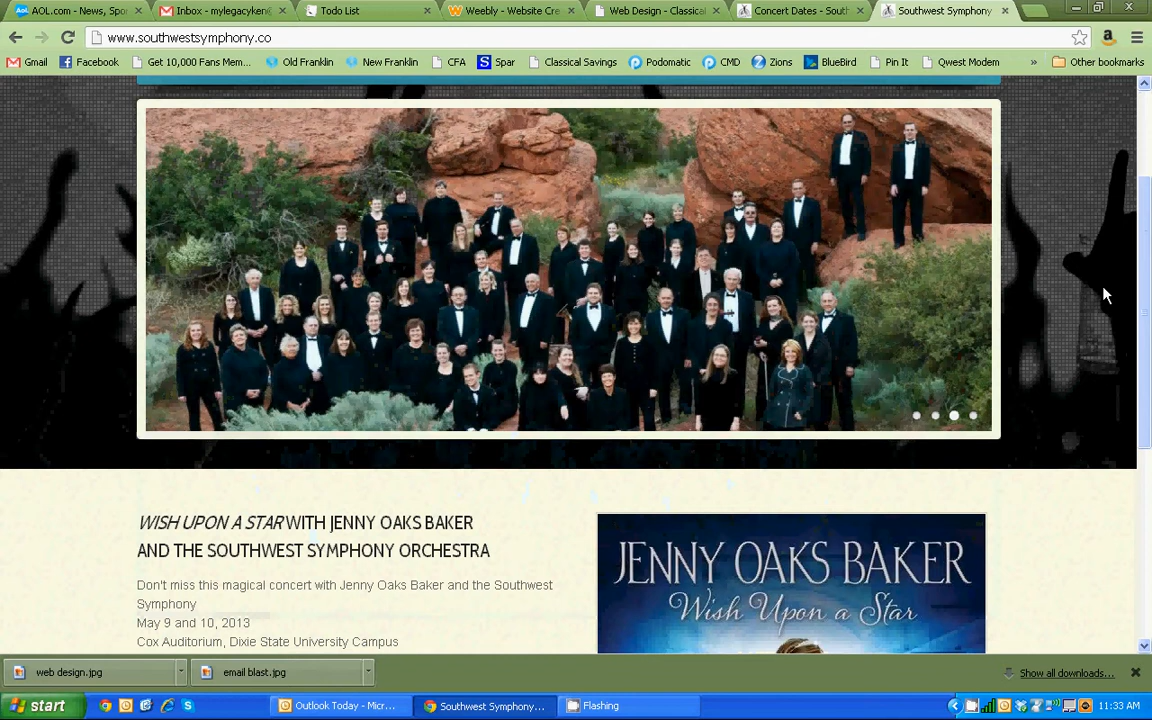 AOL.com - News, Spor
Inbox - mylegacyken@
Todo List
Weebly - Website Cre
Web Design - Classical
Concert Dates - South
Southwest Symphony
www.southwestsymphony.co
Gmail
Facebook
Get 10,000 Fans Mem...
Old Franklin
New Franklin
CFA
Spar
Classical Savings
Podomatic
CMD
Zions
BlueBird
Pin It
Qwest Modem
»
Other bookmarks
WISH UPON A STAR WITH JENNY OAKS BAKER
AND THE SOUTHWEST SYMPHONY ORCHESTRA
Don't miss this magical concert with Jenny Oaks Baker and the Southwest
Symphony
May 9 and 10, 2013
Cox Auditorium, Dixie State University Campus
JENNY OAKS BAKER
Wish Upon a Star
web design.jpg
email blast.jpg
Show all downloads...
start
Outlook Today - Micr...
Southwest Symphony...
Flashing
11:33 AM